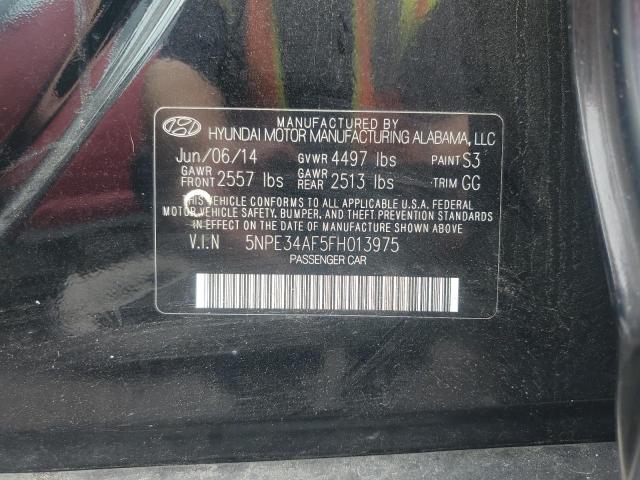 MANUFACTURED BY
HYUNDAI MOTOR MANUFACTURING ALABAMA, LLC
Jun/06/14 GVWR 4497 lbs PAINT S3
GAWR FRONT 2557 lbs GAWR REAR 2513 lbs ·TRIM GG
THIS VEHICLE CONFORMS TO ALL APPLICABLE U.S.A. FEDERAL
MOTOR VEHICLE SAFETY, BUMPER, AND THEFT PREVENTION STANDARDS
IN EFFECT ON THE DATE OF MANUFACTURE SHOWN ABOVE.
V.I.N 5NPE34AF5FH013975
PASSENGER CAR